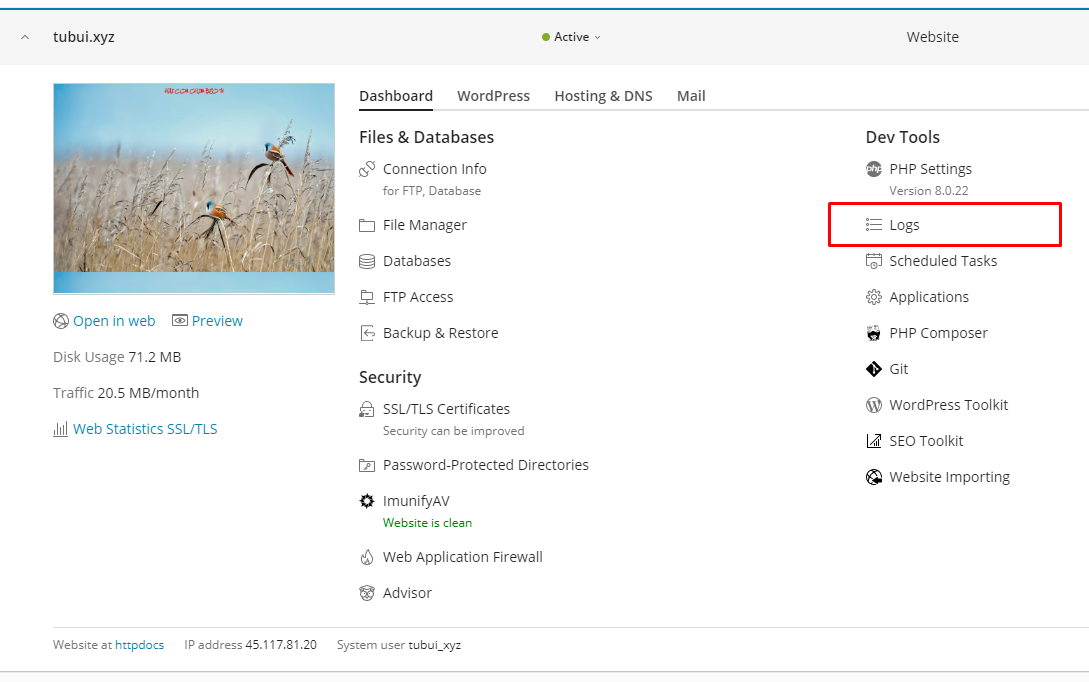 tubui.xyz
Active
Website
Dashboard WordPress Hosting & DNS Mail
Files & Databases
Connection Info
for FTP, Database
File Manager
Databases
FTP Access
Backup & Restore
Security
SSL/TLS Certificates
Security can be improved
Password-Protected Directories
ImunifyAV
Website is clean
Web Application Firewall
Advisor
Dev Tools
php PHP Settings
Version 8.0.22
Logs
Scheduled Tasks
Applications
PHP Composer
Git
WordPress Toolkit
SEO Toolkit
Website Importing
Open in web Preview
Disk Usage 71.2 MB
Traffic 20.5 MB/month
Web Statistics SSL/TLS
Website at httpdocs IP address 45.117.81.20 System user tubui_xyz